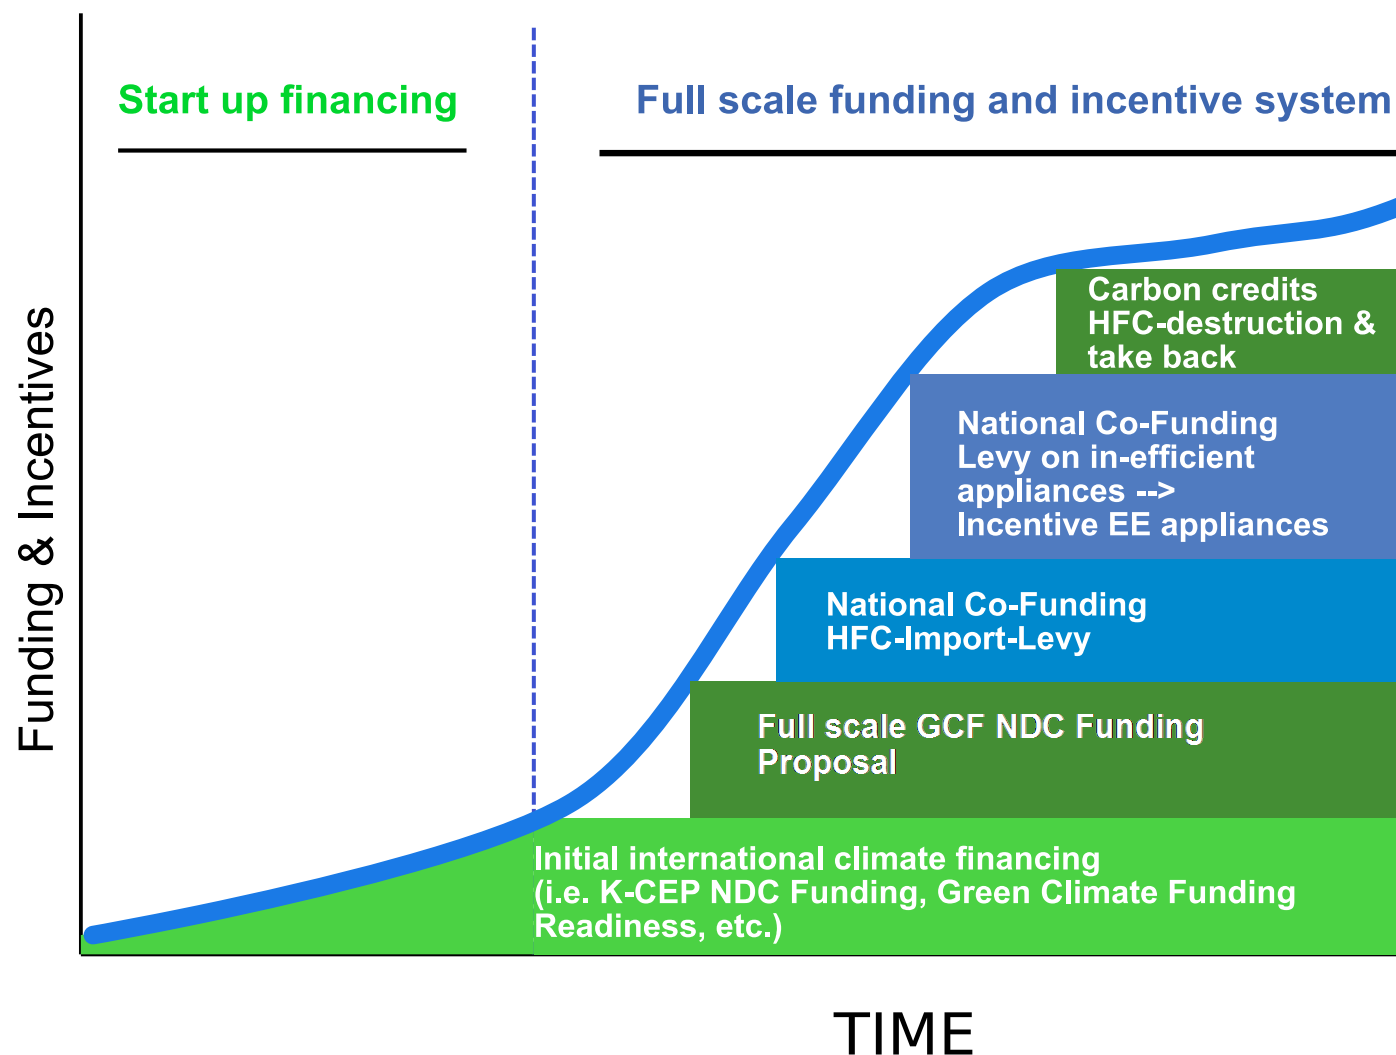 Start up financing
Full scale funding and incentive system
Funding & Incentives
Carbon credits
HFC-destruction &
take back
National Co-Funding
Levy on in-efficient
appliances -->
Incentive EE appliances
National Co-Funding
HFC-Import-Levy
Full scale GCF NDC Funding
Proposal
Initial international climate financing
(i.e. K-CEP NDC Funding, Green Climate Funding
Readiness, etc.)
TIME